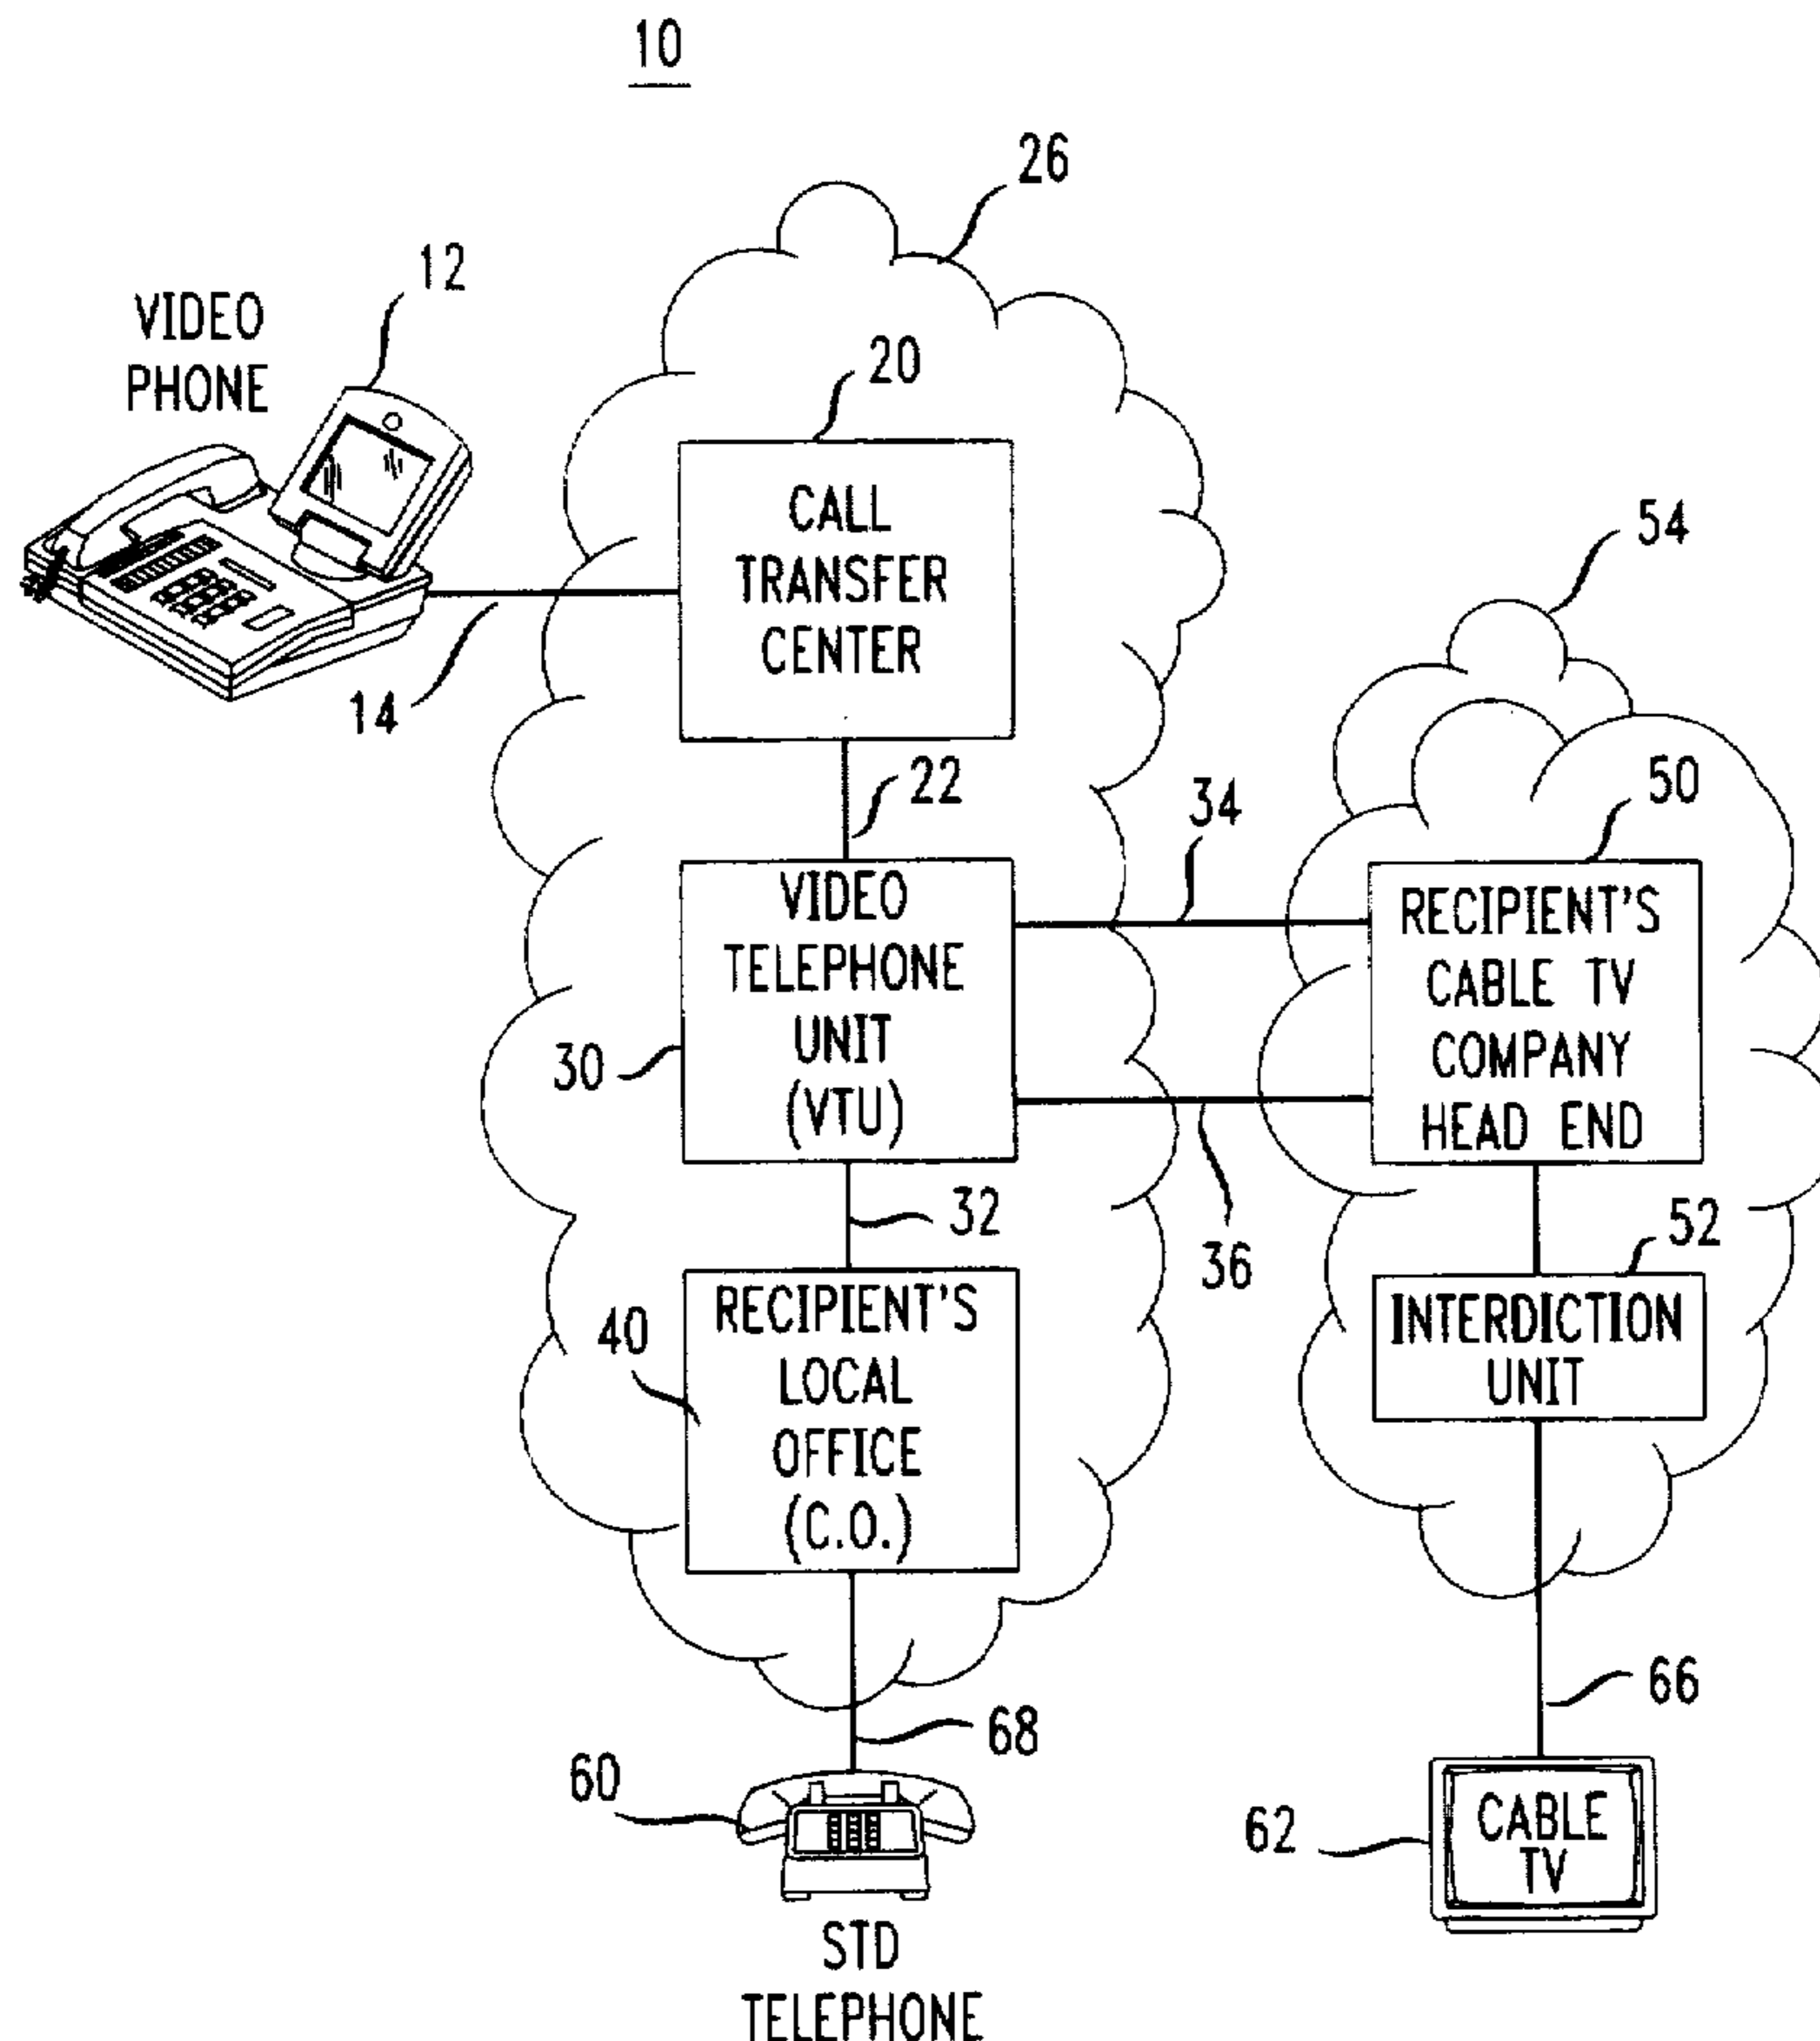 10
26
12
VIDEO
PHONE
20
CALL
TRANSFER
CENTER
14
22
54
34
50
VIDEO
TELEPHONE
UNIT
(VTU)
30
RECIPIENT'S
CABLE TV
COMPANY
HEAD END
32
36
52
RECIPIENT'S
LOCAL
OFFICE
(C.O.)
40
INTERDICTION
UNIT
68
66
60
62
CABLE
TV
STD
TELEPHONE